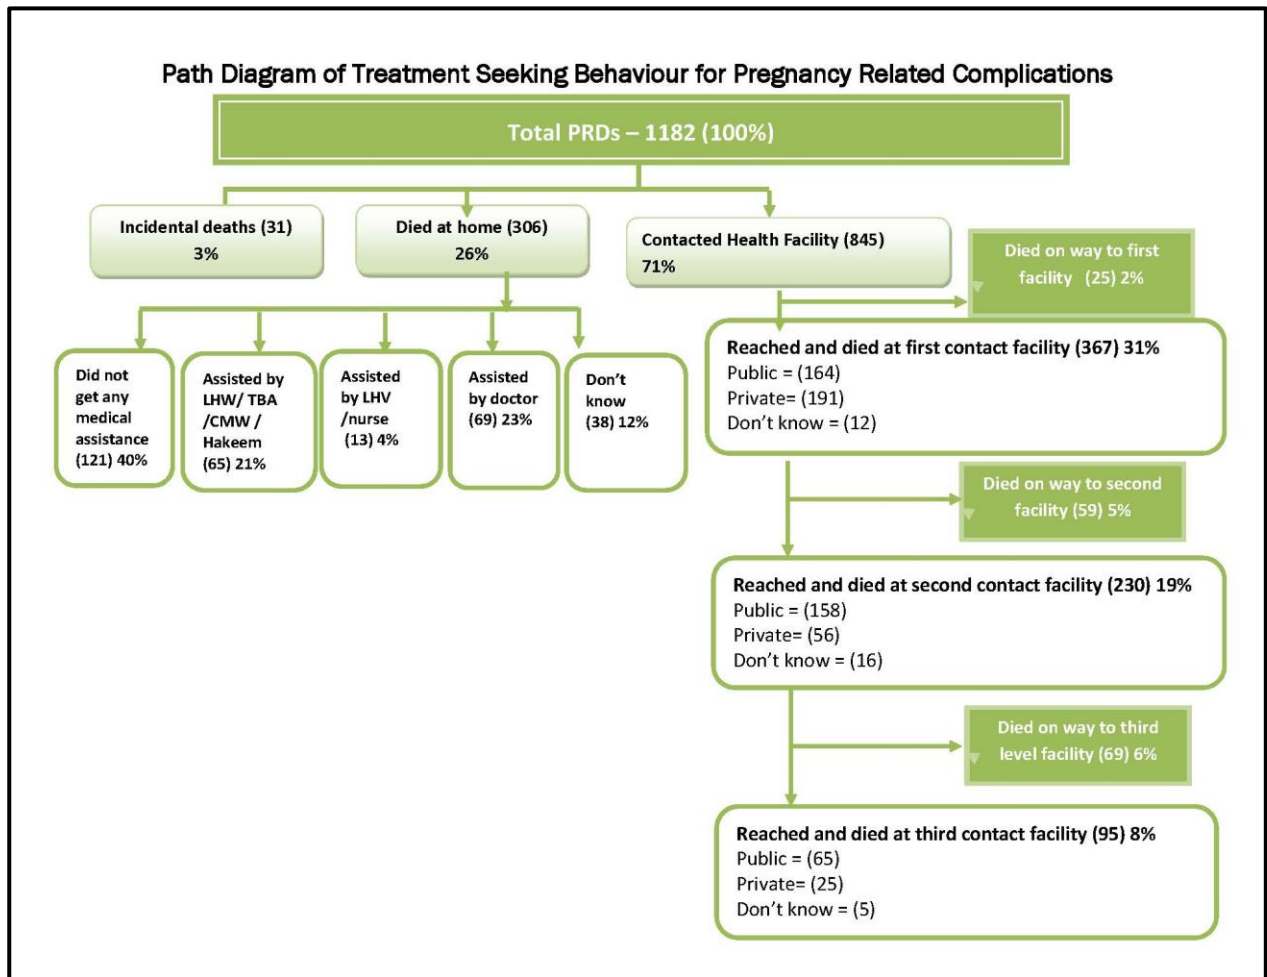 Path Diagram of Treatment Seeking Behaviour for Pregnancy Related Complications
Total PRDs – 1182 (100%)
Incidental deaths (31)
3%
Died at home (306)
26%
Contacted Health Facility (845)
71%
Died on way to first
facility (25) 2%
Did not
get any
medical
assistance
(121) 40%
Assisted by
LHW/ TBA
/CMW /
Hakeem
(65) 21%
Assisted
by LHV
/nurse
(13) 4%
Assisted
by doctor
(69) 23%
Don't
know
(38) 12%
Reached and died at first contact facility (367) 31%
Public = (164)
Private= (191)
Don’t know = (12)
Died on way to second
facility (59) 5%
Reached and died at second contact facility (230) 19%
Public = (158)
Private= (56)
Don’t know = (16)
Died on way to third
level facility (69) 6%
Reached and died at third contact facility (95) 8%
Public = (65)
Private= (25)
Don’t know = (5)